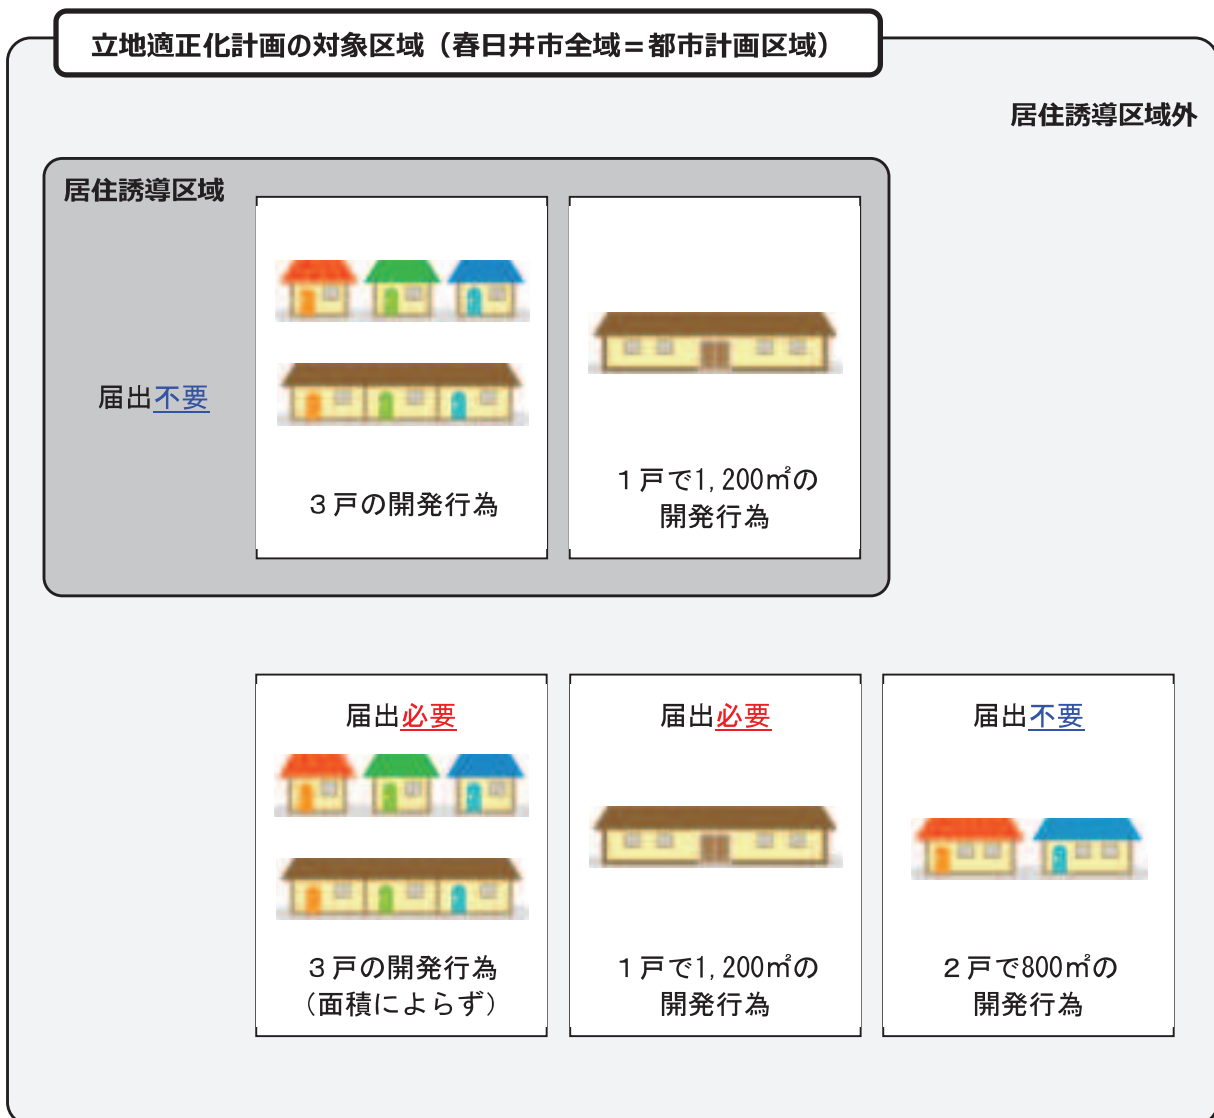 立地適正化計画の対象区域（春日井市全域＝都市計画区域）
居住誘導区域外
居住誘導区域
届出不要
３戸の開発行為
１戸で1,200㎡の
開発行為
届出必要
３戸の開発行為
（面積によらず）
届出必要
１戸で1,200㎡の
開発行為
届出不要
２戸で800㎡の
開発行為